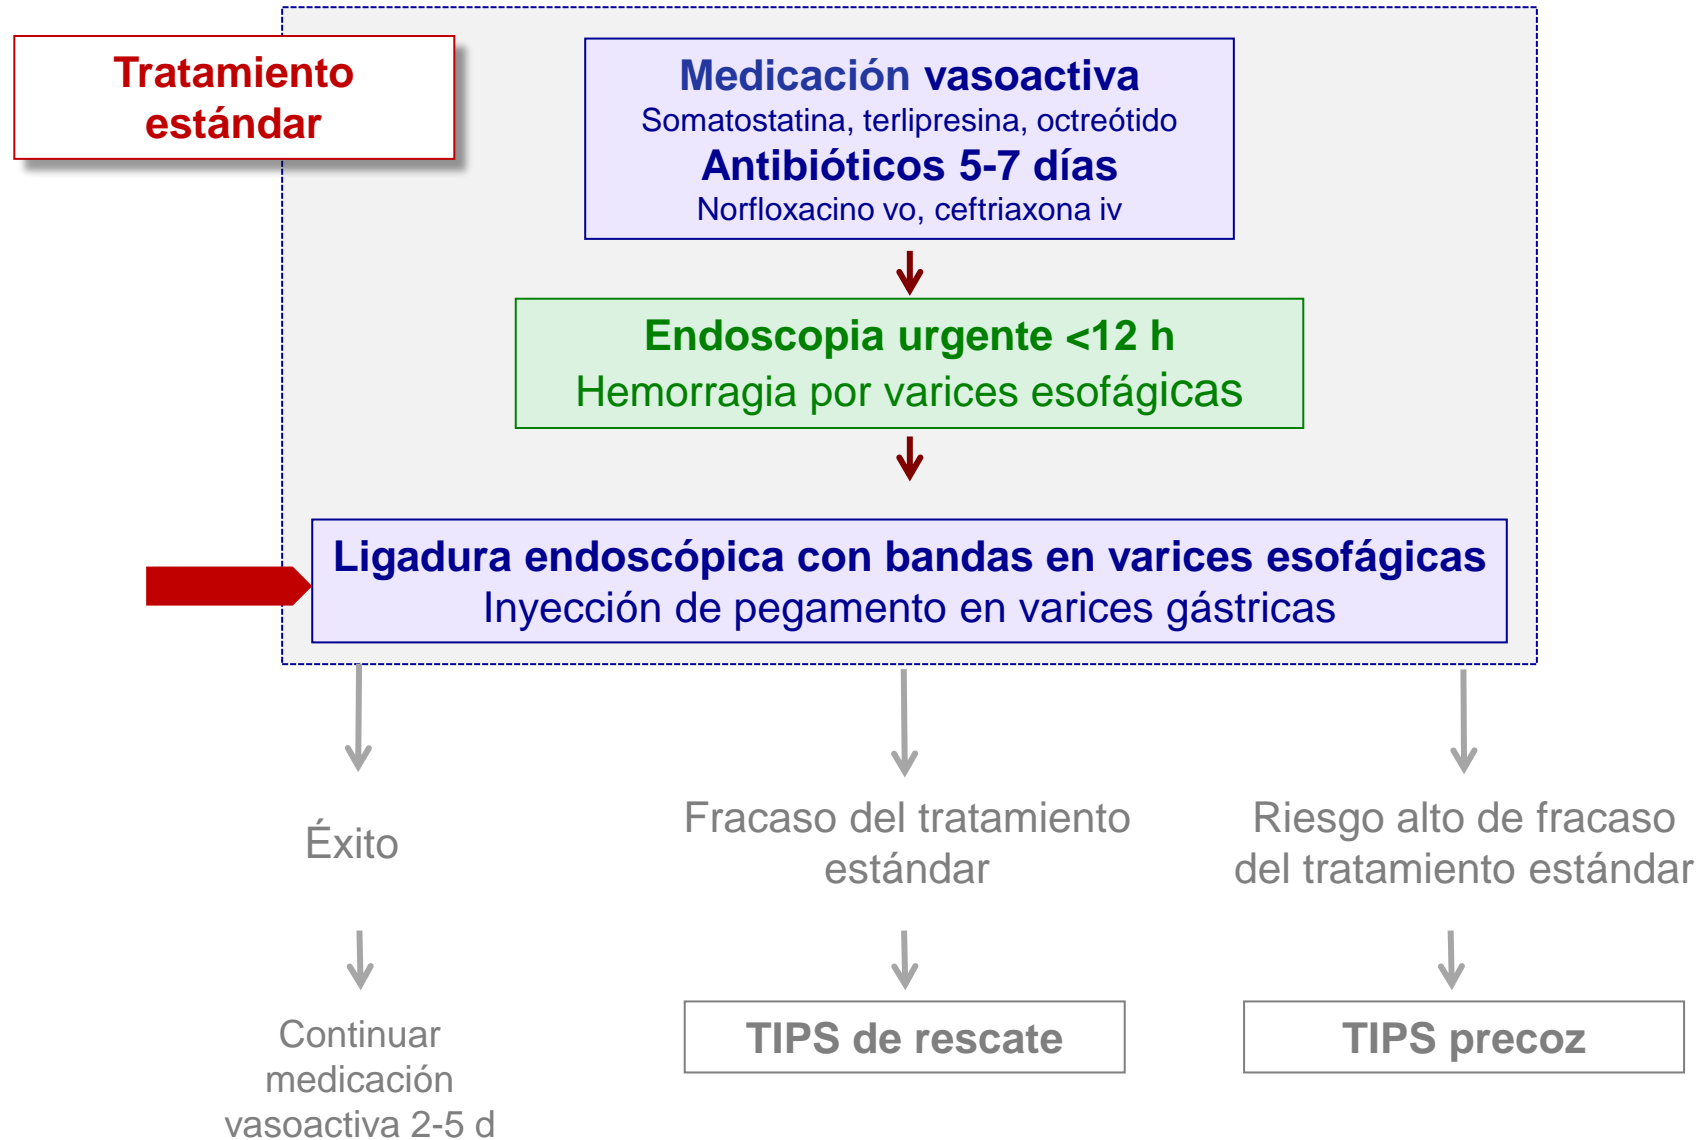 Tratamiento
estándar
Medicación vasoactiva
Somatostatina, terlipresina, octreótido
Antibióticos 5-7 días
Norfloxacino vo, ceftriaxona iv
Endoscopia urgente <12 h
Hemorragia por varices esofágicas
Ligadura endoscópica con bandas en varices esofágicas
Inyección de pegamento en varices gástricas
Éxito
Fracaso del tratamiento
estándar
Riesgo alto de fracaso
del tratamiento estándar
Continuar
medicación
vasoactiva 2-5 d
TIPS de rescate
TIPS precoz